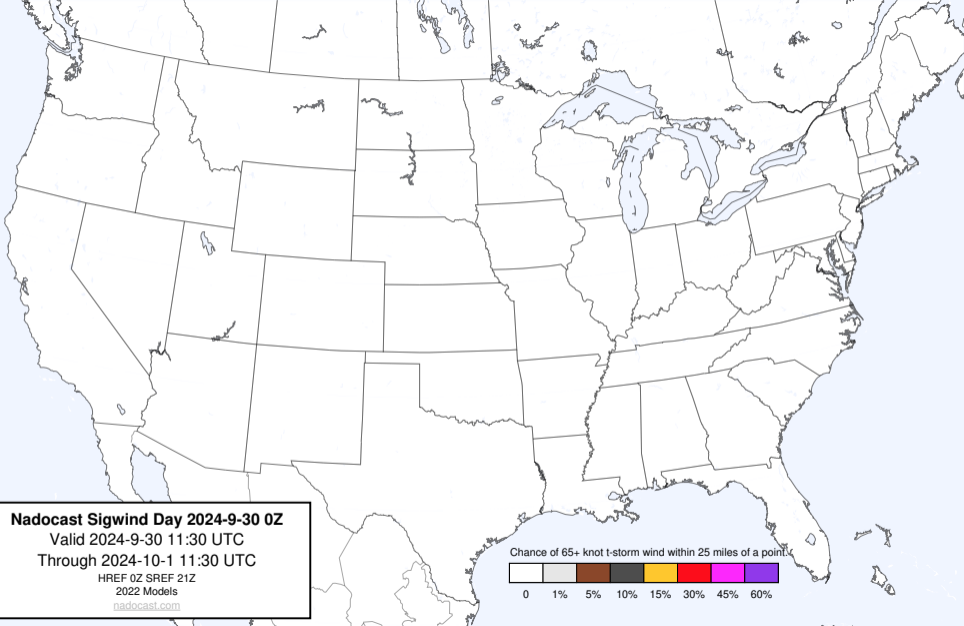 Nadocast Sigwind Day 2024-9-30 0Z
Valid 2024-9-30 11:30 UTC
Through 2024-10-1 11:30 UTC
HREF 0Z SREF 21Z
2022 Models
nadocast.com
Chance of 65+ knot t-storm wind within 25 miles of a point.
0 1% 5% 10% 15% 30% 45% 60%